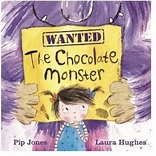 WANTED
The Chocolate
Monster
Pip Jones Laura Hughes